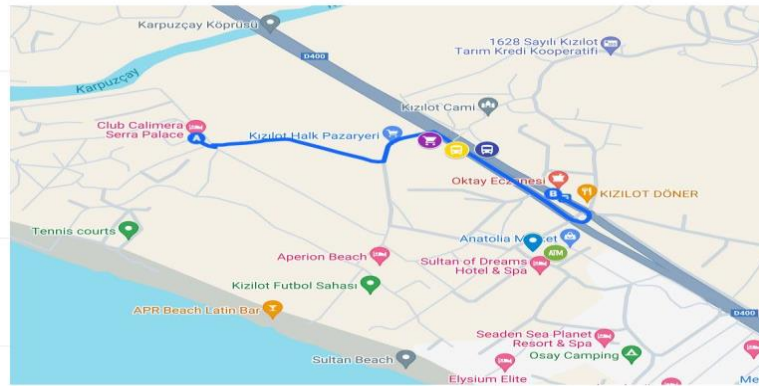 Karpuzçay Köprüsü
D400
1628 Sayılı Kızılot
Tarım Kredi Kooperatifi
Karpuzçay
Kızılot Cami
Club Calimera
Serra Palace
A
Kızılot Halk Pazaryeri
Oktay Eczanesi
B
KIZILOT DÖNER
Tennis courts
Anatolia Market
Aperion Beach
Sultan of Dreams
Hotel & Spa
ATM
Kizilot Futbol Sahası
APR Beach Latin Bar
D400
Seaden Sea Planet
Resort & Spa
Sultan Beach
Osay Camping
Elysium Elite
Me